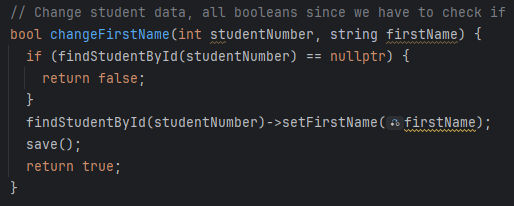 // Change student data, all booleans since we have to check if
bool changeFirstName(int studentNumber, string firstName) {
  if (findStudentById(studentNumber) == nullptr) {
    return false;
  }
  findStudentById(studentNumber)->setFirstName(firstName);
  save();
  return true;
}